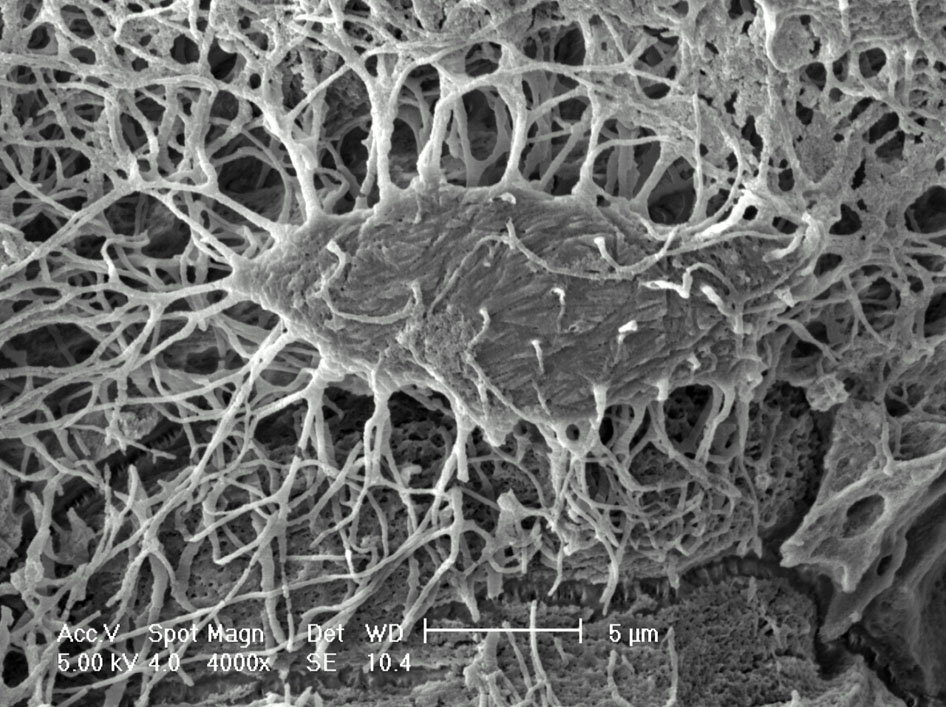 Acc.V Spot Magn Det WD 5 µm
5.00 kV 4.0 4000x SE 10.4